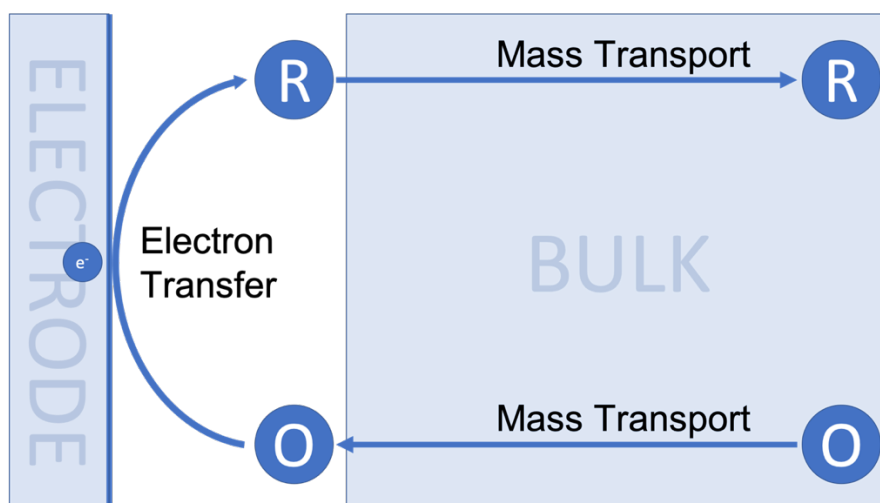 ELECTRODE
R
Mass Transport
R
e-
Electron
Transfer
BULK
O
Mass Transport
O